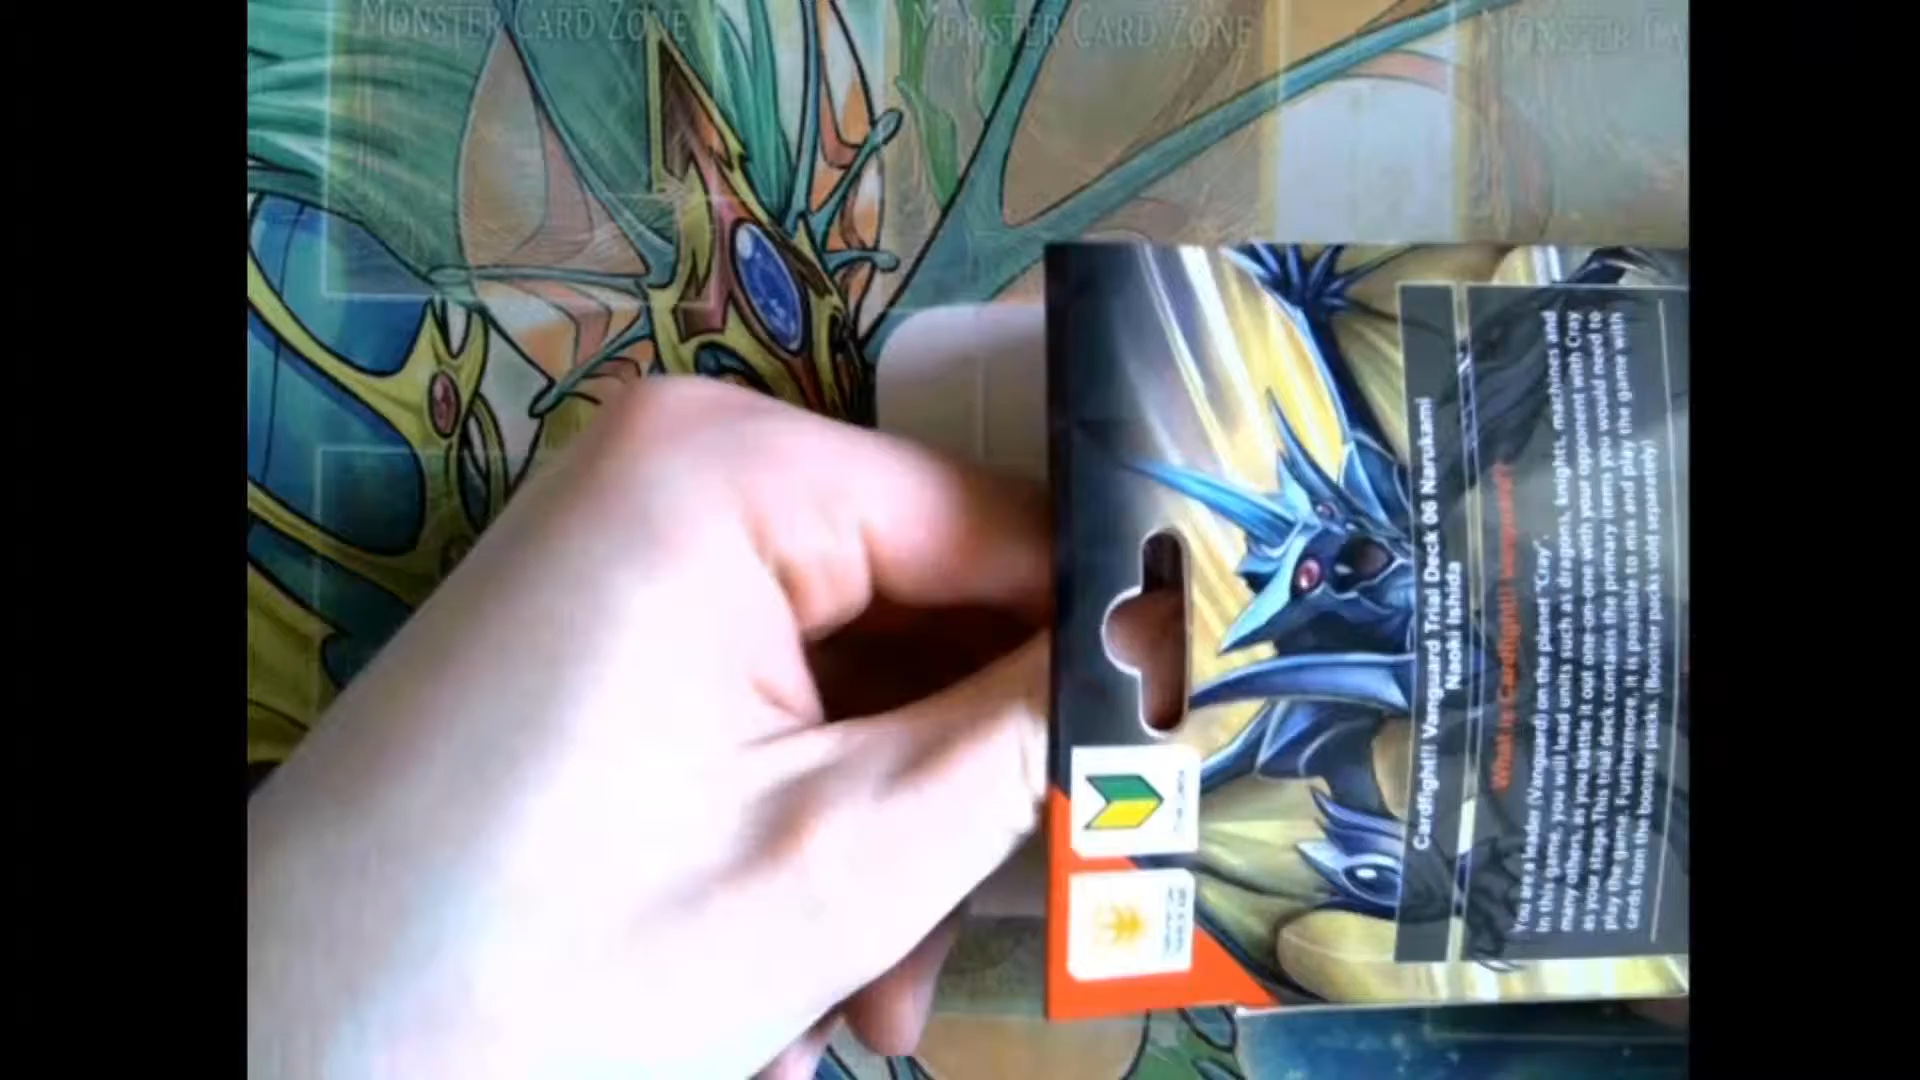 MONSTER CARD ZONE
MONSTER CARD ZONE
MONSTER
Cardfight!! Vanguard Trial Deck 06 Narukami
Naoki Ishida
What is Cardfight!! Vanguard?
You are a leader (Vanguard) on the planet "Cray".
In this game, you will lead units such as dragons, knights, machines and
many others, as you battle it out one-on-one with your opponent with Cray
as your stage. This trial deck contains the primary items you would need to
play the game. Furthermore, it is possible to mix and play the game with
cards from the booster packs. (Booster packs sold separately)